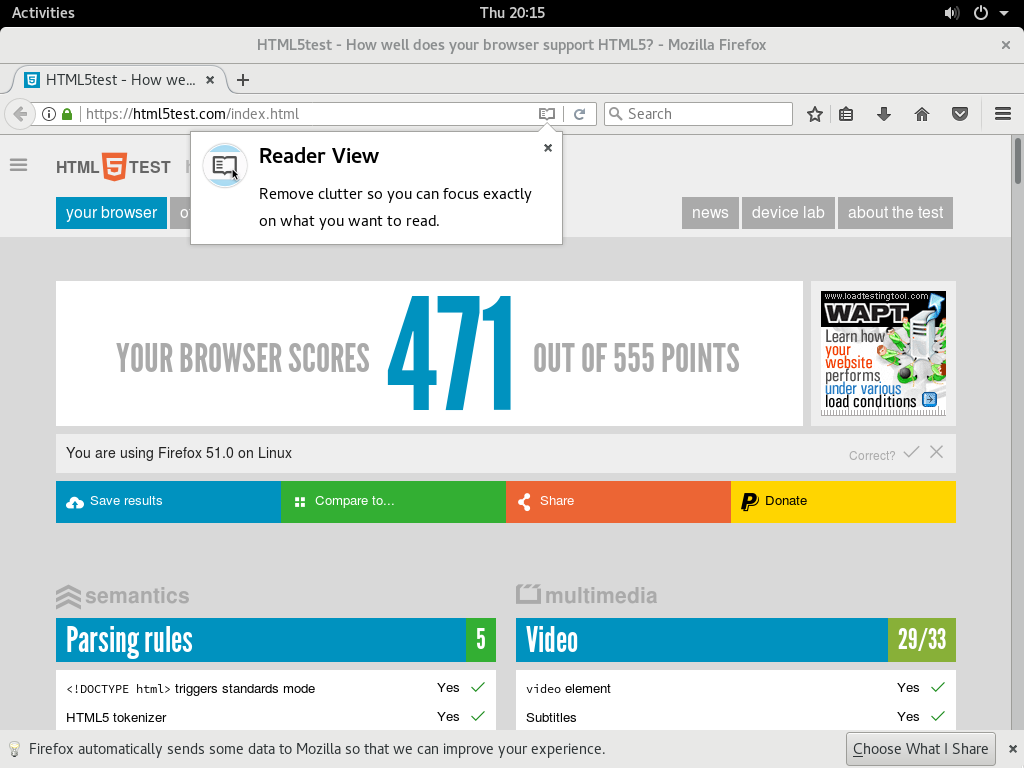 Activities
Thu 20:15
HTML5test - How well does your browser support HTML5? - Mozilla Firefox
HTML5test - How we...
https://html5test.com/index.html
Search
Reader View
Remove clutter so you can focus exactly
on what you want to read.
HTML 5 TEST
your browser
news
device lab
about the test
YOUR BROWSER SCORES
471
OUT OF 555 POINTS
www.loadtestingtool.com
WAPT
Learn how
your
website
performs
under various
load conditions
You are using Firefox 51.0 on Linux
Correct?
Save results
Compare to...
Share
Donate
semantics
Parsing rules 5
<!DOCTYPE html> triggers standards mode Yes
HTML5 tokenizer Yes
multimedia
Video 29/33
video element Yes
Subtitles Yes
Firefox automatically sends some data to Mozilla so that we can improve your experience.
Choose What I Share